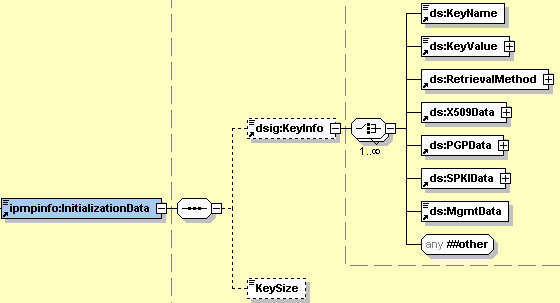 ds:KeyName
ds:KeyValue
ds:RetrievalMethod
ds:X509Data
dsig:KeyInfo
1..∞
ds:PGPData
ds:SPKIData
ipmpinfo:InitializationData
ds:MgmtData
any ##other
KeySize